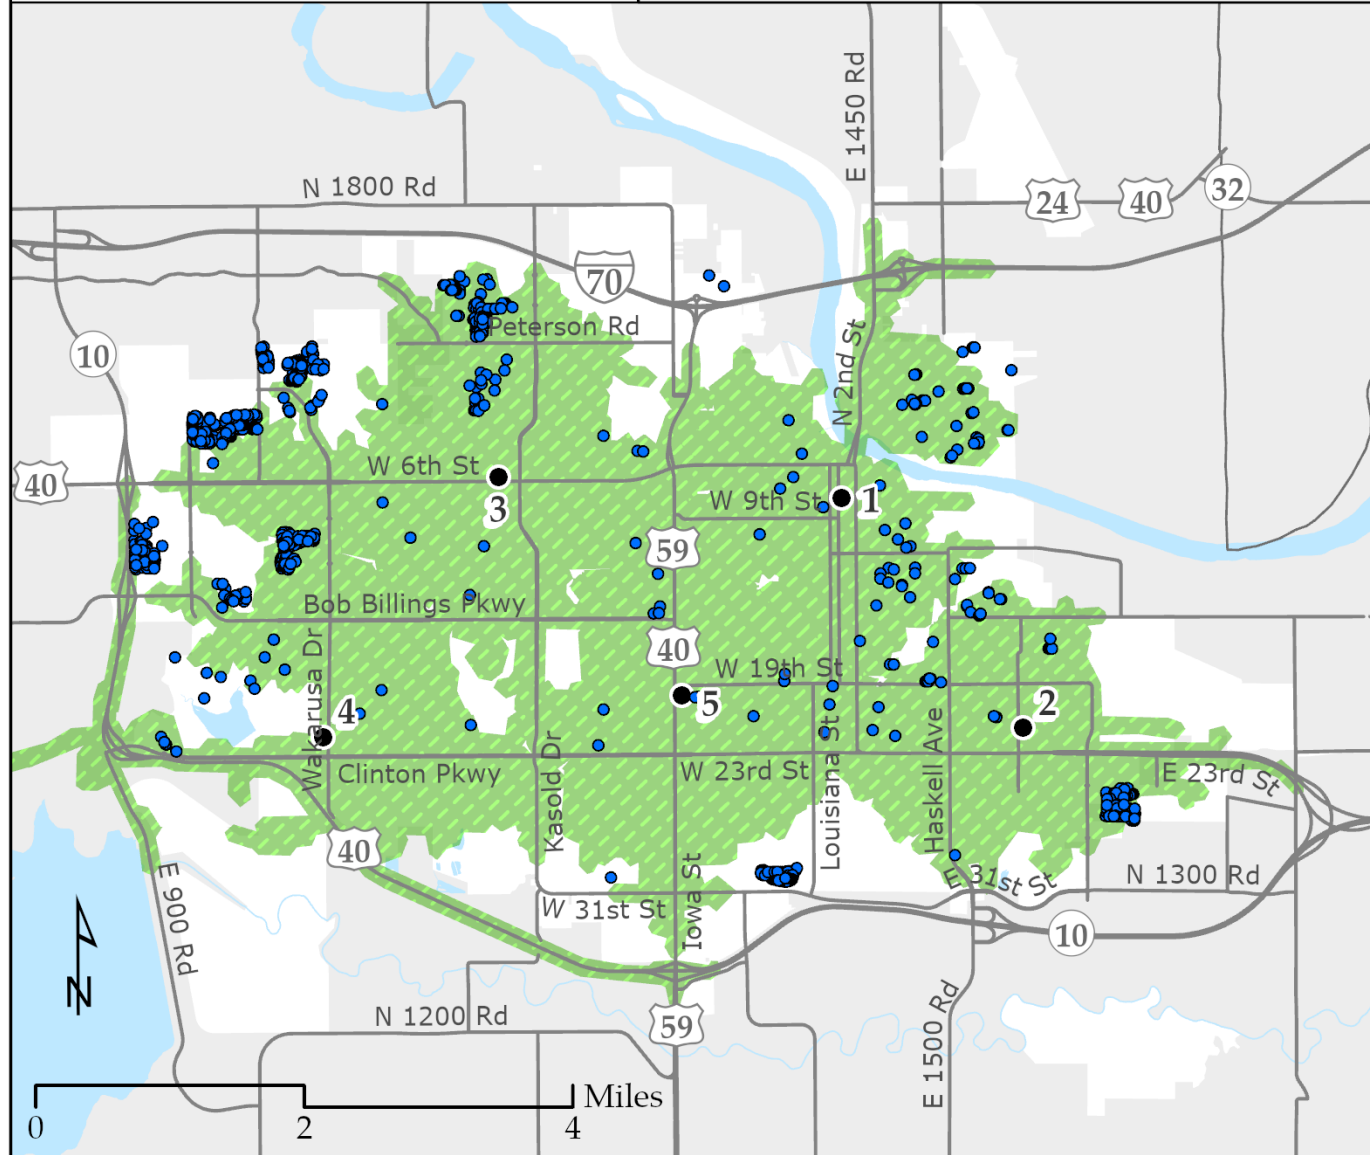 E 1450 Rd
N 1800 Rd
24
40
32
70
Peterson Rd
10
N 2nd St
W 6th St
40
3
W 9th St
1
59
Bob Billings Pkwy
40
W 19th St
Wakarusa Dr
4
5
2
Kasold Dr
Clinton Pkwy
W 23rd St
Louisiana St
Haskell Ave
E 23rd St
40
E 900 Rd
Iowa St
E 31st St
N 1300 Rd
W 31st St
10
N
N 1200 Rd
59
E 1500 Rd
Miles
0
2
4